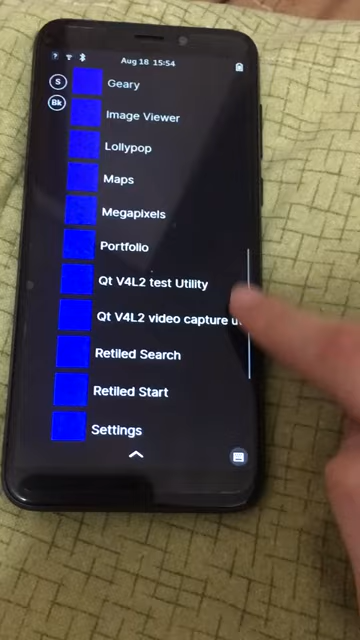 ? Aug 18 15:54
S
Geary
Bk
Image Viewer
Lollypop
Maps
Megapixels
Portfolio
Qt V4L2 test Utility
Qt V4L2 video capture
Retiled Search
Retiled Start
Settings